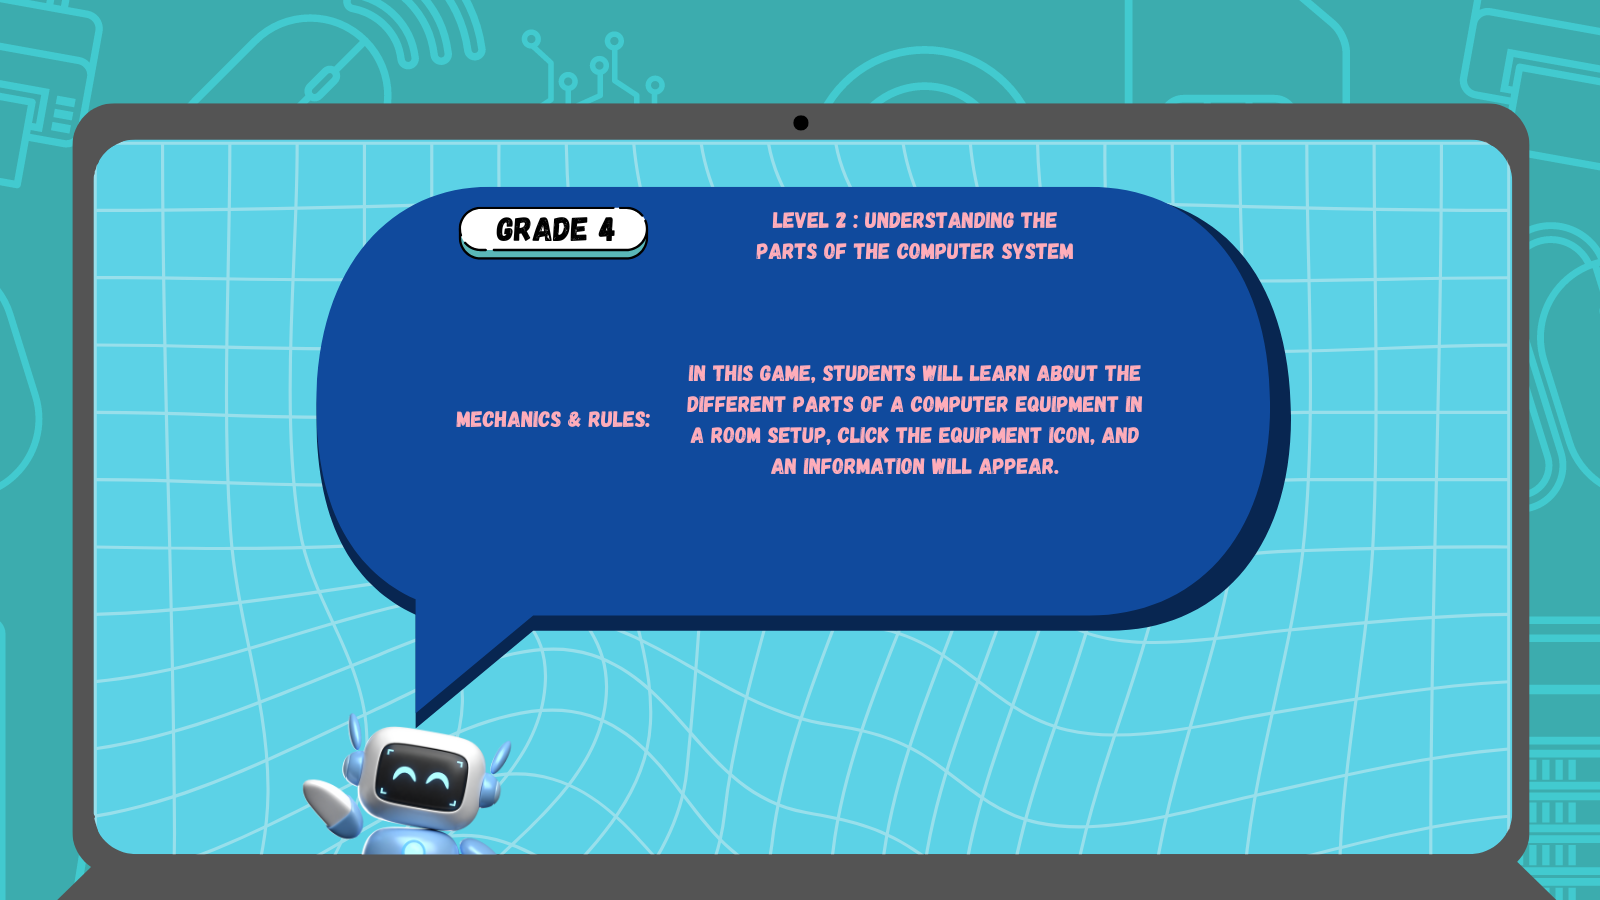 GRADE 4
LEVEL 2 : UNDERSTANDING THE
PARTS OF THE COMPUTER SYSTEM
MECHANICS & RULES:
IN THIS GAME, STUDENTS WILL LEARN ABOUT THE
DIFFERENT PARTS OF A COMPUTER EQUIPMENT IN
A ROOM SETUP, CLICK THE EQUIPMENT ICON, AND
AN INFORMATION WILL APPEAR.